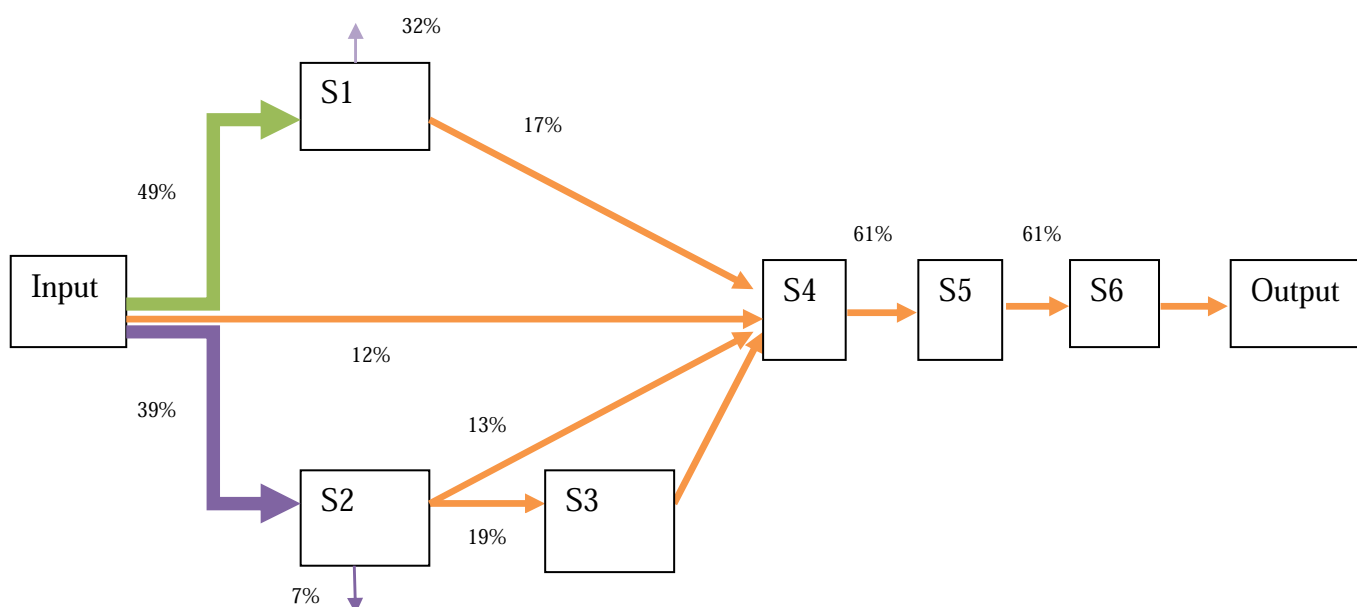 32%
S1
17%
49%
61%
61%
Input
S4
S5
S6
Output
12%
39%
13%
S2
S3
19%
7%